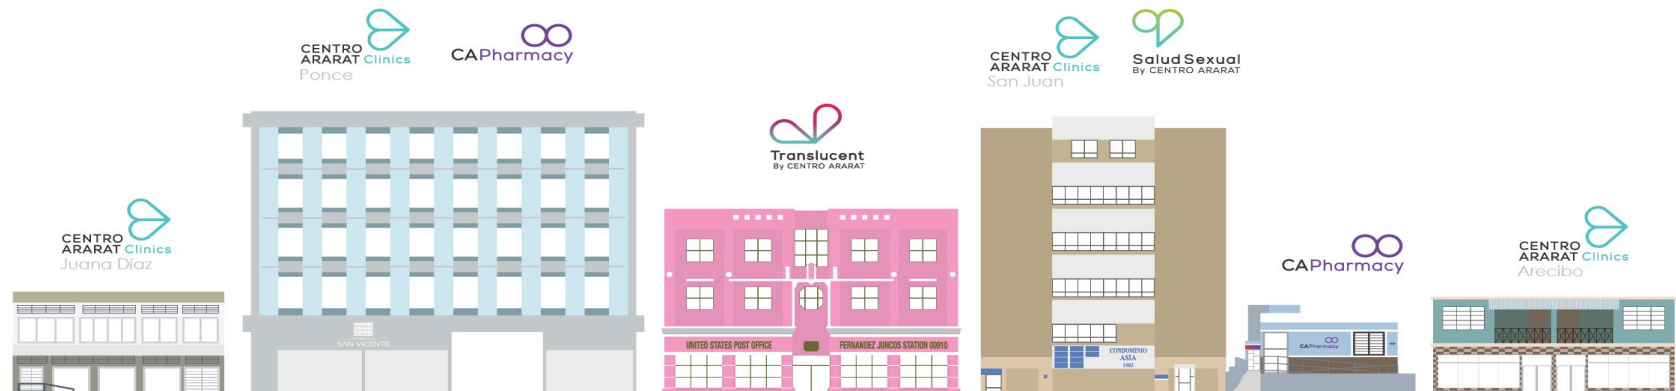 CENTRO
ARARAT Clinics
Juana Díaz
CENTRO
ARARAT Clinics
Ponce
CAPharmacy
SAN VICENTE
Translucent
By CENTRO ARARAT
UNITED STATES POST OFFICE
FERNANDEZ JUNCOS STATION 00910
CENTRO
ARARAT Clinics
San Juan
Salud Sexual
By CENTRO ARARAT
CONDOMINIO
ASIA
CAPharmacy
CAPharmacy
CENTRO
ARARAT Clinics
Arecibo